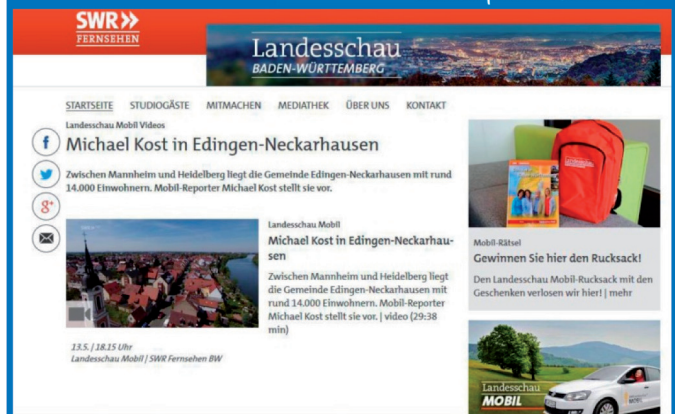 SWR»
FERNSEHEN
Landesschau
BADEN-WÜRTTEMBERG
STARTSEITE STUDIOGÄSTE MITMACHEN MEDIATHEK ÜBER UNS KONTAKT
Landesschau Mobil Videos
Michael Kost in Edingen-Neckarhausen
Zwischen Mannheim und Heidelberg liegt die Gemeinde Edingen-Neckarhausen mit rund
14.000 Einwohnern. Mobil-Reporter Michael Kost stellt sie vor.
Landesschau Mobil
Michael Kost in Edingen-Neckarhau-
sen
Zwischen Mannheim und Heidelberg liegt
die Gemeinde Edingen-Neckarhausen mit
rund 14.000 Einwohnern. Mobil-Reporter
Michael Kost stellt sie vor. | video (29:38
min)
13.5. | 18.15 Uhr
Landesschau Mobil | SWR Fernsehen BW
Mobil-Rätsel
Gewinnen Sie hier den Rucksack!
Den Landesschau Mobil-Rucksack mit den
Geschenken verlosen wir hier! | mehr
Landesschau
MOBIL